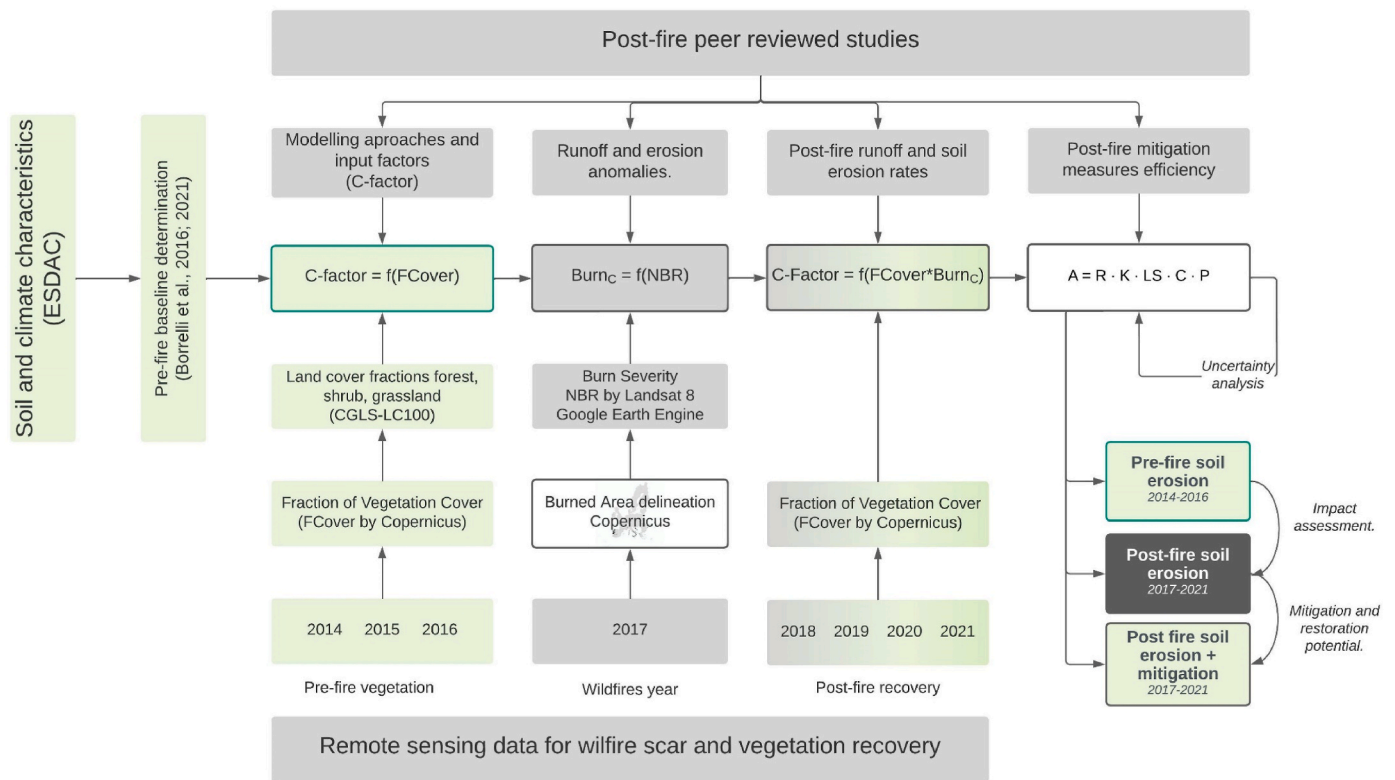 Post-fire peer reviewed studies
Soil and climate characteristics
(ESDAC)
Pre-fire baseline determination
(Borrelli et al., 2016; 2021)
Modelling aproaches and
input factors
(C-factor)
Runoff and erosion
anomalies.
Post-fire runoff and soil
erosion rates
Post-fire mitigation
measures efficiency
C-factor = f(FCover)
Burn_C = f(NBR)
C-Factor = f(FCover*Burn_C)
A = R · K · LS · C · P
Uncertainty
analysis
Land cover fractions forest,
shrub, grassland
(CGLS-LC100)
Burn Severity
NBR by Landsat 8
Google Earth Engine
Fraction of Vegetation Cover
(FCover by Copernicus)
Burned Area delineation
Copernicus
Fraction of Vegetation Cover
(FCover by Copernicus)
2014 2015 2016
2017
2018 2019 2020 2021
Pre-fire vegetation
Wildfires year
Post-fire recovery
Pre-fire soil
erosion
2014-2016
Post-fire soil
erosion
2017-2021
Post fire soil
erosion +
mitigation
2017-2021
Impact
assessment.
Mitigation and
restoration
potential.
Remote sensing data for wilfire scar and vegetation recovery